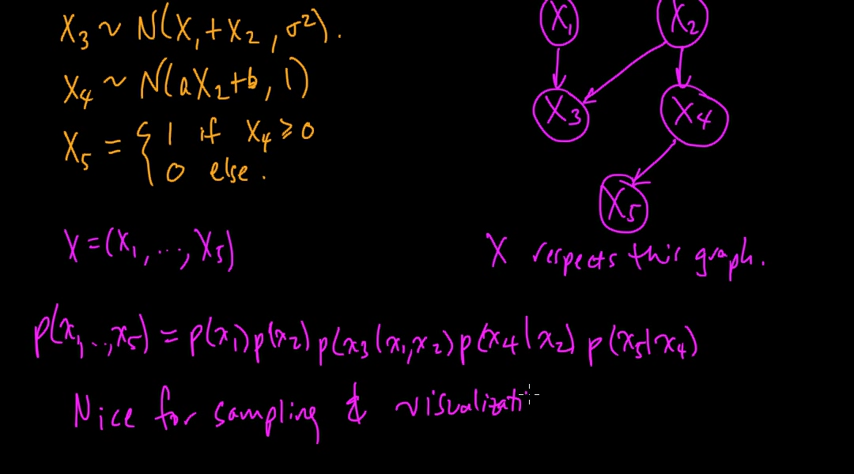 X₃ ~ N(X₁+X₂, σ²).
X₄ ~ N(aX₂+b, 1)
X₅ = { 1 if X₄ ≥ 0
0 else.
X₁ X₂
X₃ X₄
X₅
X = (X₁, ..., X₅)
X respects this graph.
p(x₁,..,x₅) = p(x₁) p(x₂) p(x₃|x₁,x₂) p(x₄|x₂) p(x₅|x₄)
Nice for sampling & visualizati